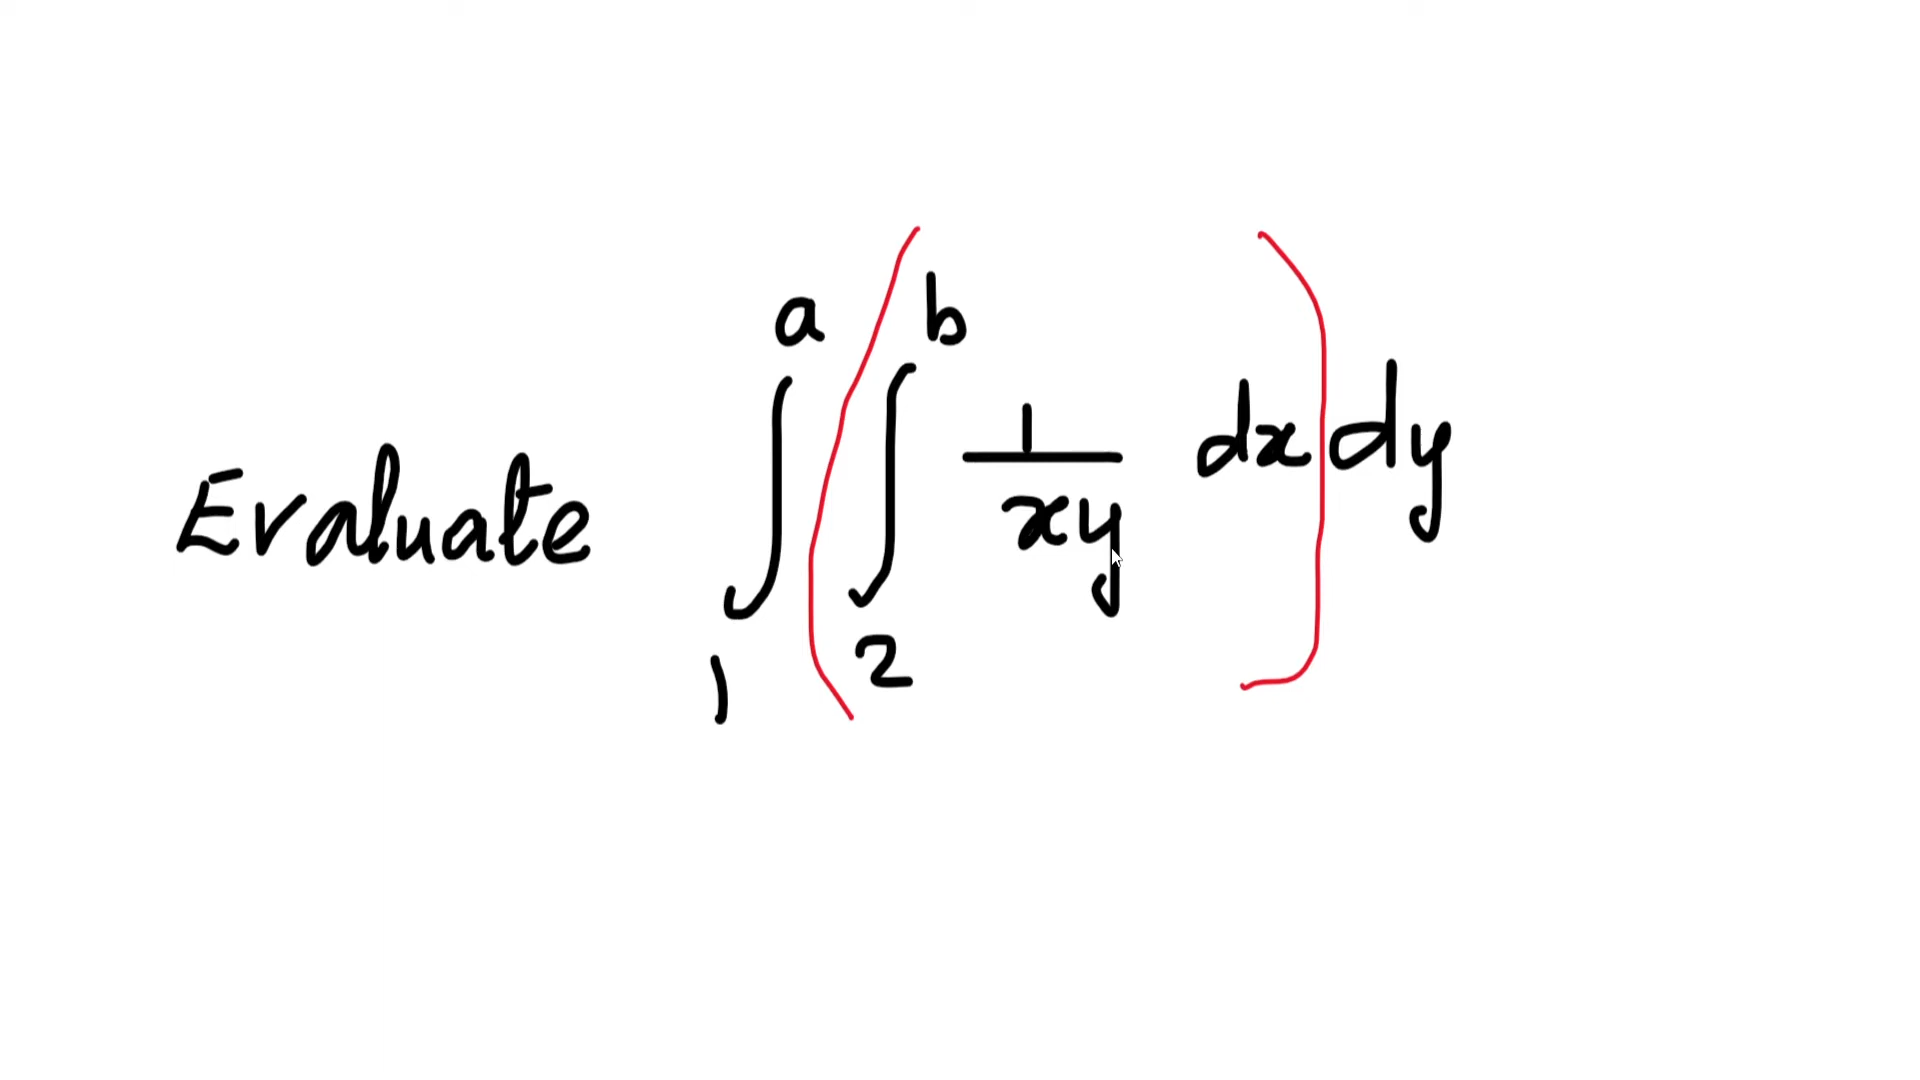 Evaluate ∫₁ᵃ (∫₂ᵇ 1/xy dx) dy